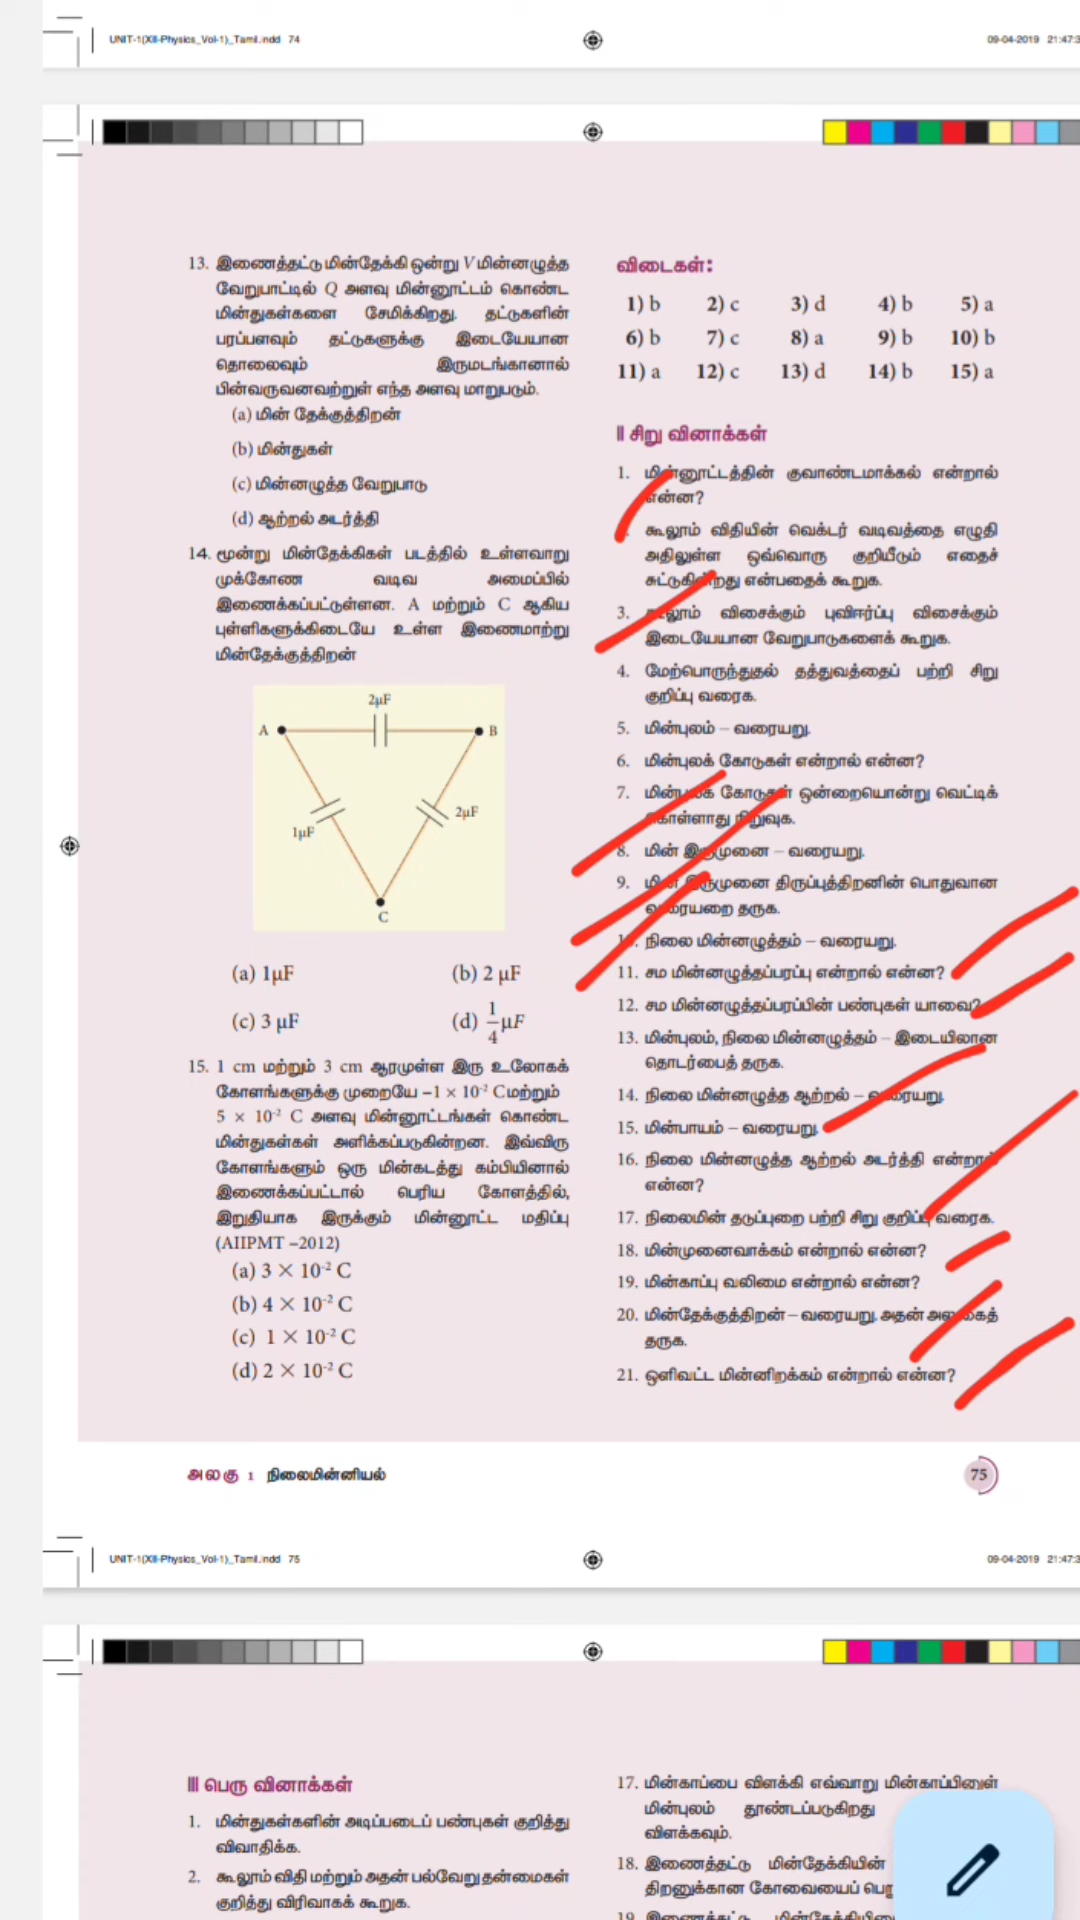 UNIT-1(XII-Physics_Vol-1)_Tamil.indd 74
09-04-2019 21:47:3
13. இணைத்தட்டு மின்தேக்கி ஒன்று V மின்னழுத்த
வேறுபாட்டில் Q அளவு மின்னூட்டம் கொண்ட
மின்துகள்களை சேமிக்கிறது. தட்டுகளின்
பரப்பளவும் தட்டுகளுக்கு இடையேயான
தொலைவும் இருமடங்கானால்
பின்வருவனவற்றுள் எந்த அளவு மாறுபடும்.
(a) மின் தேக்குத்திறன்
(b) மின்துகள்
(c) மின்னழுத்த வேறுபாடு
(d) ஆற்றல் அடர்த்தி
14. மூன்று மின்தேக்கிகள் படத்தில் உள்ளவாறு
முக்கோண வடிவ அமைப்பில்
இணைக்கப்பட்டுள்ளன. A மற்றும் C ஆகிய
புள்ளிகளுக்கிடையே உள்ள இணைமாற்று
மின்தேக்குத்திறன்
2μF
A
B
1μF
2μF
C
(a) 1μF (b) 2 μF
(c) 3 μF (d) 1/4 μF
15. 1 cm மற்றும் 3 cm ஆரமுள்ள இரு உலோகக்
கோளங்களுக்கு முறையே –1 × 10⁻² C மற்றும்
5 × 10⁻² C அளவு மின்னூட்டங்கள் கொண்ட
மின்துகள்கள் அளிக்கப்படுகின்றன. இவ்விரு
கோளங்களும் ஒரு மின்கடத்து கம்பியினால்
இணைக்கப்பட்டால் பெரிய கோளத்தில்,
இறுதியாக இருக்கும் மின்னூட்ட மதிப்பு
(AIIPMT –2012)
(a) 3 × 10⁻² C
(b) 4 × 10⁻² C
(c) 1 × 10⁻² C
(d) 2 × 10⁻² C
விடைகள்:
1) b 2) c 3) d 4) b 5) a
6) b 7) c 8) a 9) b 10) b
11) a 12) c 13) d 14) b 15) a
II சிறு வினாக்கள்
1. மின்னூட்டத்தின் குவாண்டமாக்கல் என்றால்
என்ன?
கூலூம் விதியின் வெக்டர் வடிவத்தை எழுதி
அதிலுள்ள ஒவ்வொரு குறியீடும் எதைச்
சுட்டுகின்றது என்பதைக் கூறுக.
3. கூலூம் விசைக்கும் புவிஈர்ப்பு விசைக்கும்
இடையேயான வேறுபாடுகளைக் கூறுக.
4. மேற்பொருந்துதல் தத்துவத்தைப் பற்றி சிறு
குறிப்பு வரைக.
5. மின்புலம் – வரையறு.
6. மின்புலக் கோடுகள் என்றால் என்ன?
7. மின்புலக் கோடுகள் ஒன்றையொன்று வெட்டிக்
கொள்ளாது நிறுவுக.
8. மின் இருமுனை – வரையறு.
9. மின் இருமுனை திருப்புத்திறனின் பொதுவான
வரையறை தருக.
10. நிலை மின்னழுத்தம் – வரையறு.
11. சம மின்னழுத்தப்பரப்பு என்றால் என்ன?
12. சம மின்னழுத்தப்பரப்பின் பண்புகள் யாவை?
13. மின்புலம், நிலை மின்னழுத்தம் – இடையிலான
தொடர்பைத் தருக.
14. நிலை மின்னழுத்த ஆற்றல் – வரையறு.
15. மின்பாயம் – வரையறு.
16. நிலை மின்னழுத்த ஆற்றல் அடர்த்தி என்றால்
என்ன?
17. நிலைமின் தடுப்புறை பற்றி சிறு குறிப்பு வரைக.
18. மின்முனைவாக்கம் என்றால் என்ன?
19. மின்காப்பு வலிமை என்றால் என்ன?
20. மின்தேக்குத்திறன் – வரையறு. அதன் அலகைத்
தருக.
21. ஒளிவட்ட மின்னிறக்கம் என்றால் என்ன?
அலகு 1 நிலைமின்னியல்
75
UNIT-1(XII-Physics_Vol-1)_Tamil.indd 75
09-04-2019 21:47:3
III பெரு வினாக்கள்
1. மின்துகள்களின் அடிப்படைப் பண்புகள் குறித்து
விவாதிக்க.
2. கூலூம் விதி மற்றும் அதன் பல்வேறு தன்மைகள்
குறித்து விரிவாகக் கூறுக.
17. மின்காப்பை விளக்கி எவ்வாறு மின்காப்பினுள்
மின்புலம் தூண்டப்படுகிறது
விளக்கவும்.
18. இணைத்தட்டு மின்தேக்கியின்
திறனுக்கான கோவையைப்
19. இணைத்தட்டு